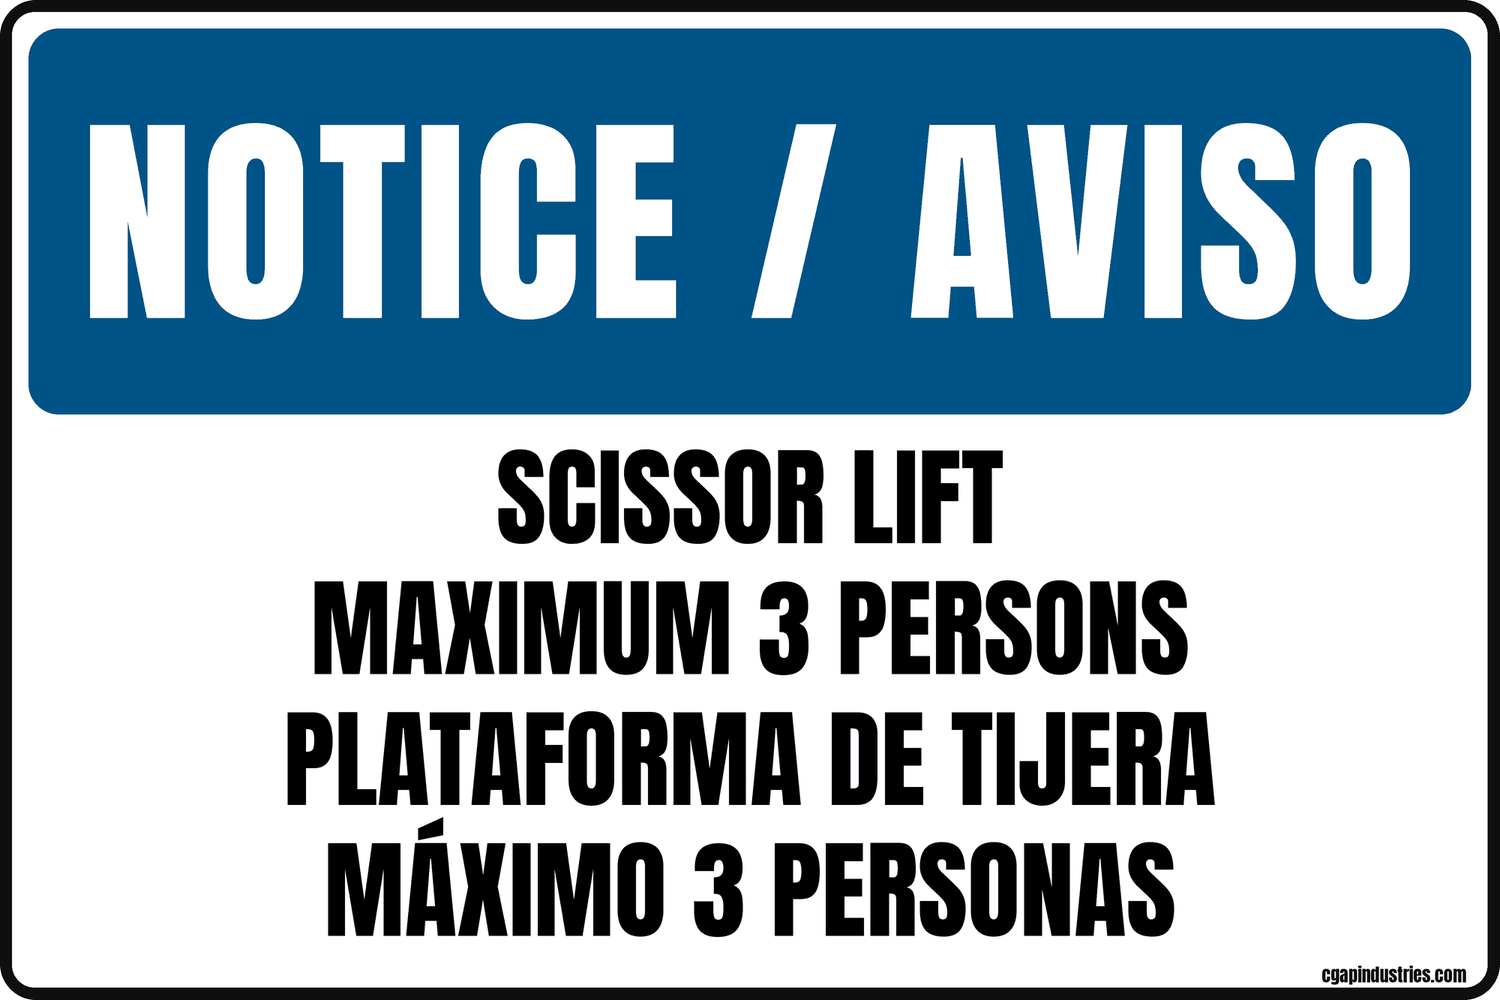 NOTICE / AVISO
SCISSOR LIFT
MAXIMUM 3 PERSONS
PLATAFORMA DE TIJERA
MÁXIMO 3 PERSONAS
cgapindustries.com